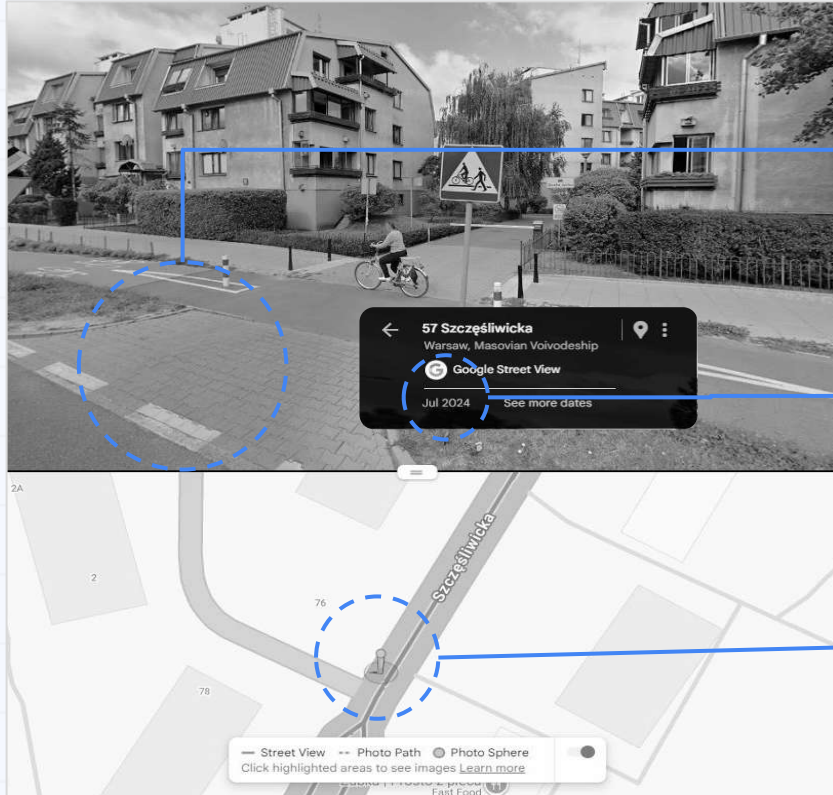 57 Szczęśliwicka
Warsaw, Masovian Voivodeship
G Google Street View
Jul 2024 See more dates
2A
Szczęśliwicka
2
76
78
Street View Photo Path Photo Sphere
Click highlighted areas to see images Learn more
Fast Food